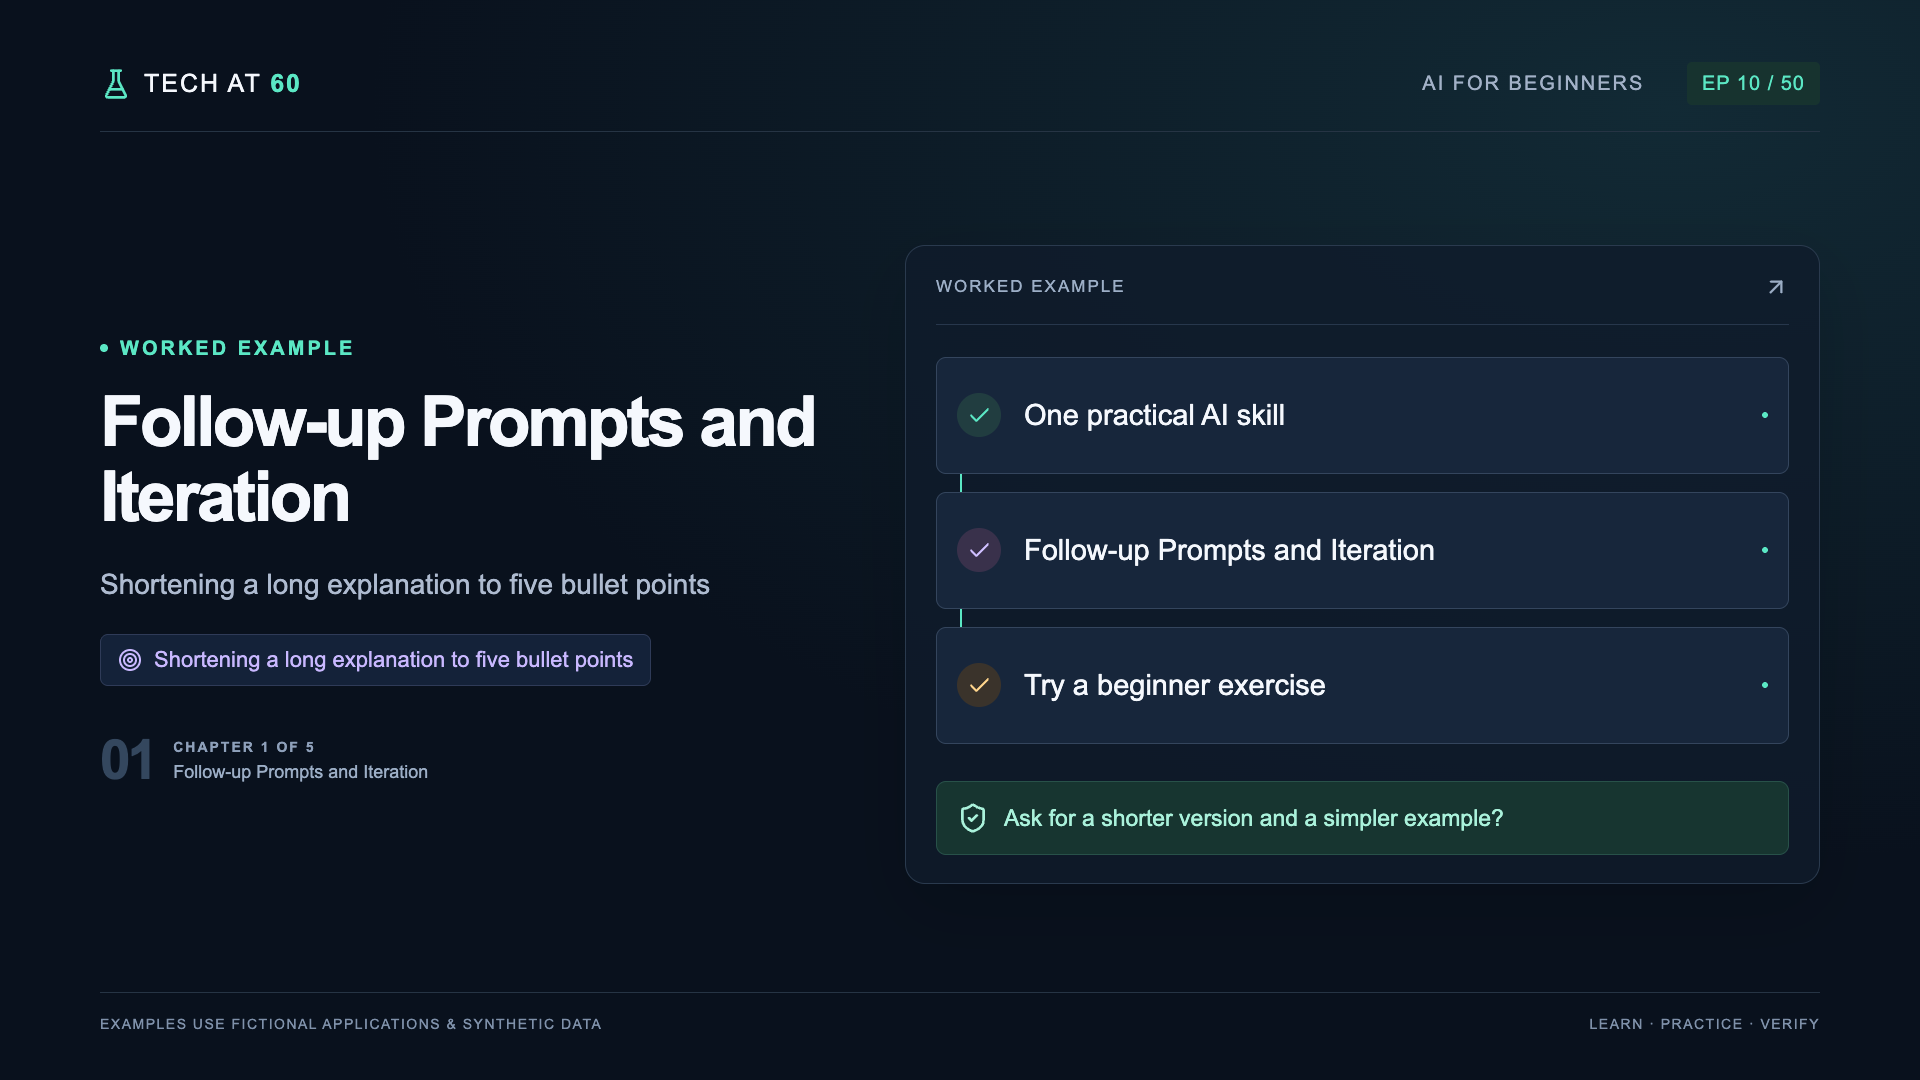 TECH AT 60
AI FOR BEGINNERS
EP 10 / 50
WORKED EXAMPLE
Follow-up Prompts and
Iteration
Shortening a long explanation to five bullet points
Shortening a long explanation to five bullet points
01
CHAPTER 1 OF 5
Follow-up Prompts and Iteration
WORKED EXAMPLE
One practical AI skill
Follow-up Prompts and Iteration
Try a beginner exercise
Ask for a shorter version and a simpler example?
EXAMPLES USE FICTIONAL APPLICATIONS & SYNTHETIC DATA
LEARN · PRACTICE · VERIFY